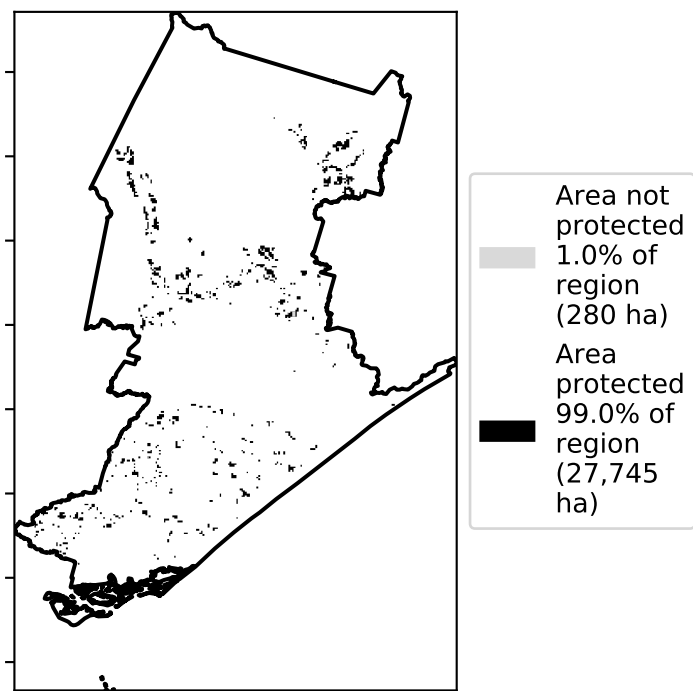 Area not
protected
1.0% of
region
(280 ha)
Area
protected
99.0% of
region
(27,745
ha)